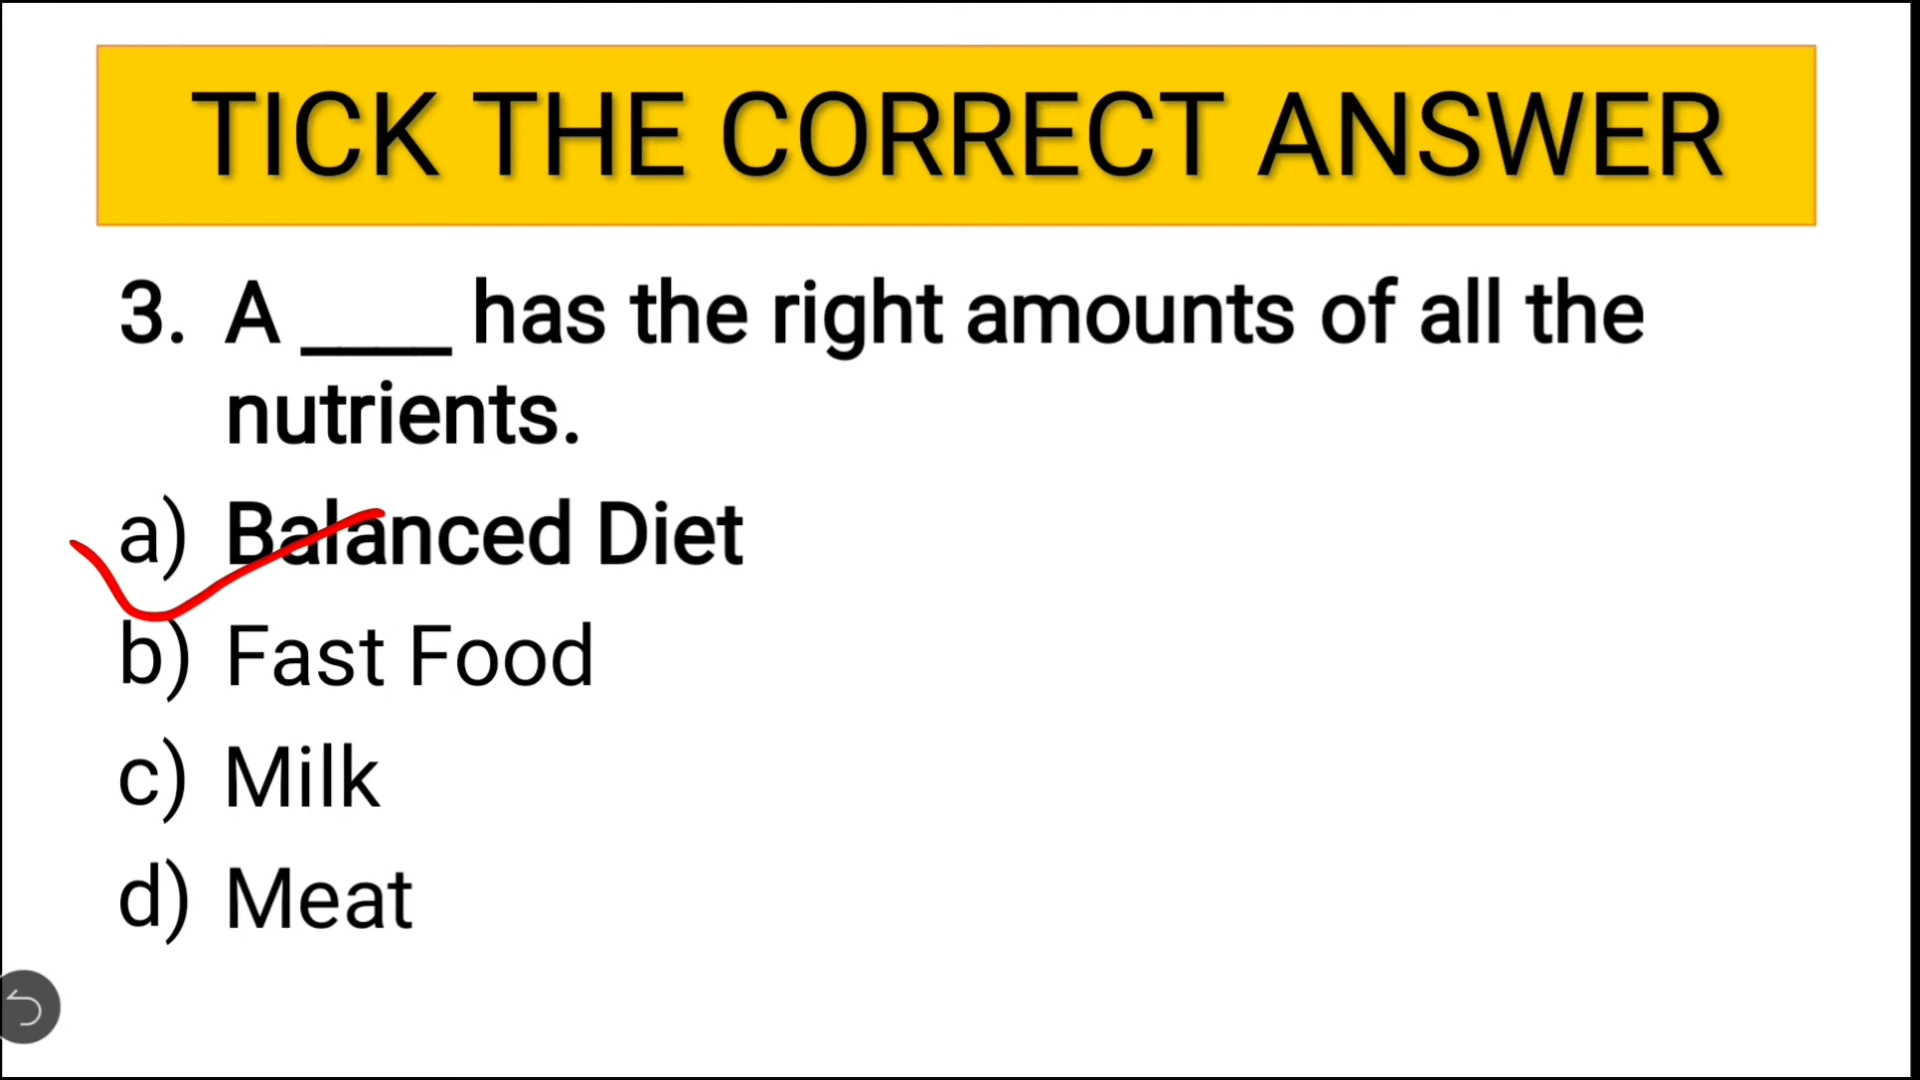 TICK THE CORRECT ANSWER
3. A ____ has the right amounts of all the
nutrients.
a) Balanced Diet
b) Fast Food
c) Milk
d) Meat